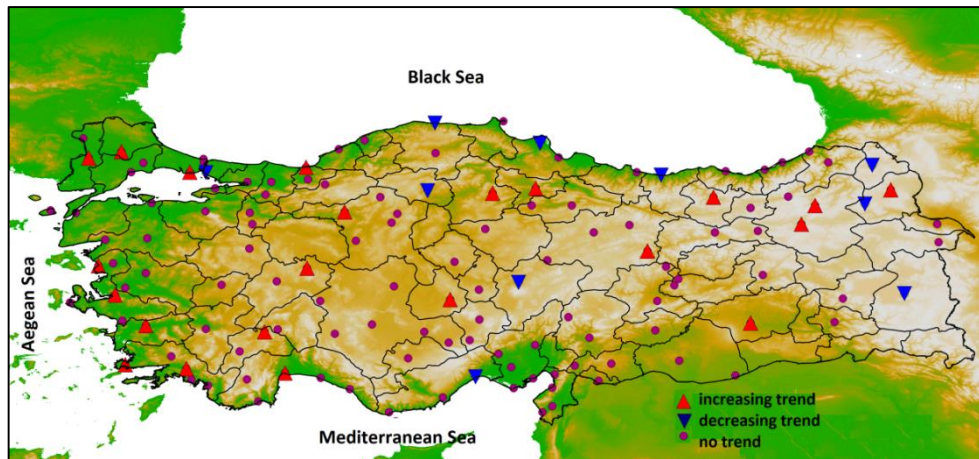 Black Sea
Aegean Sea
Mediterranean Sea
increasing trend
decreasing trend
no trend